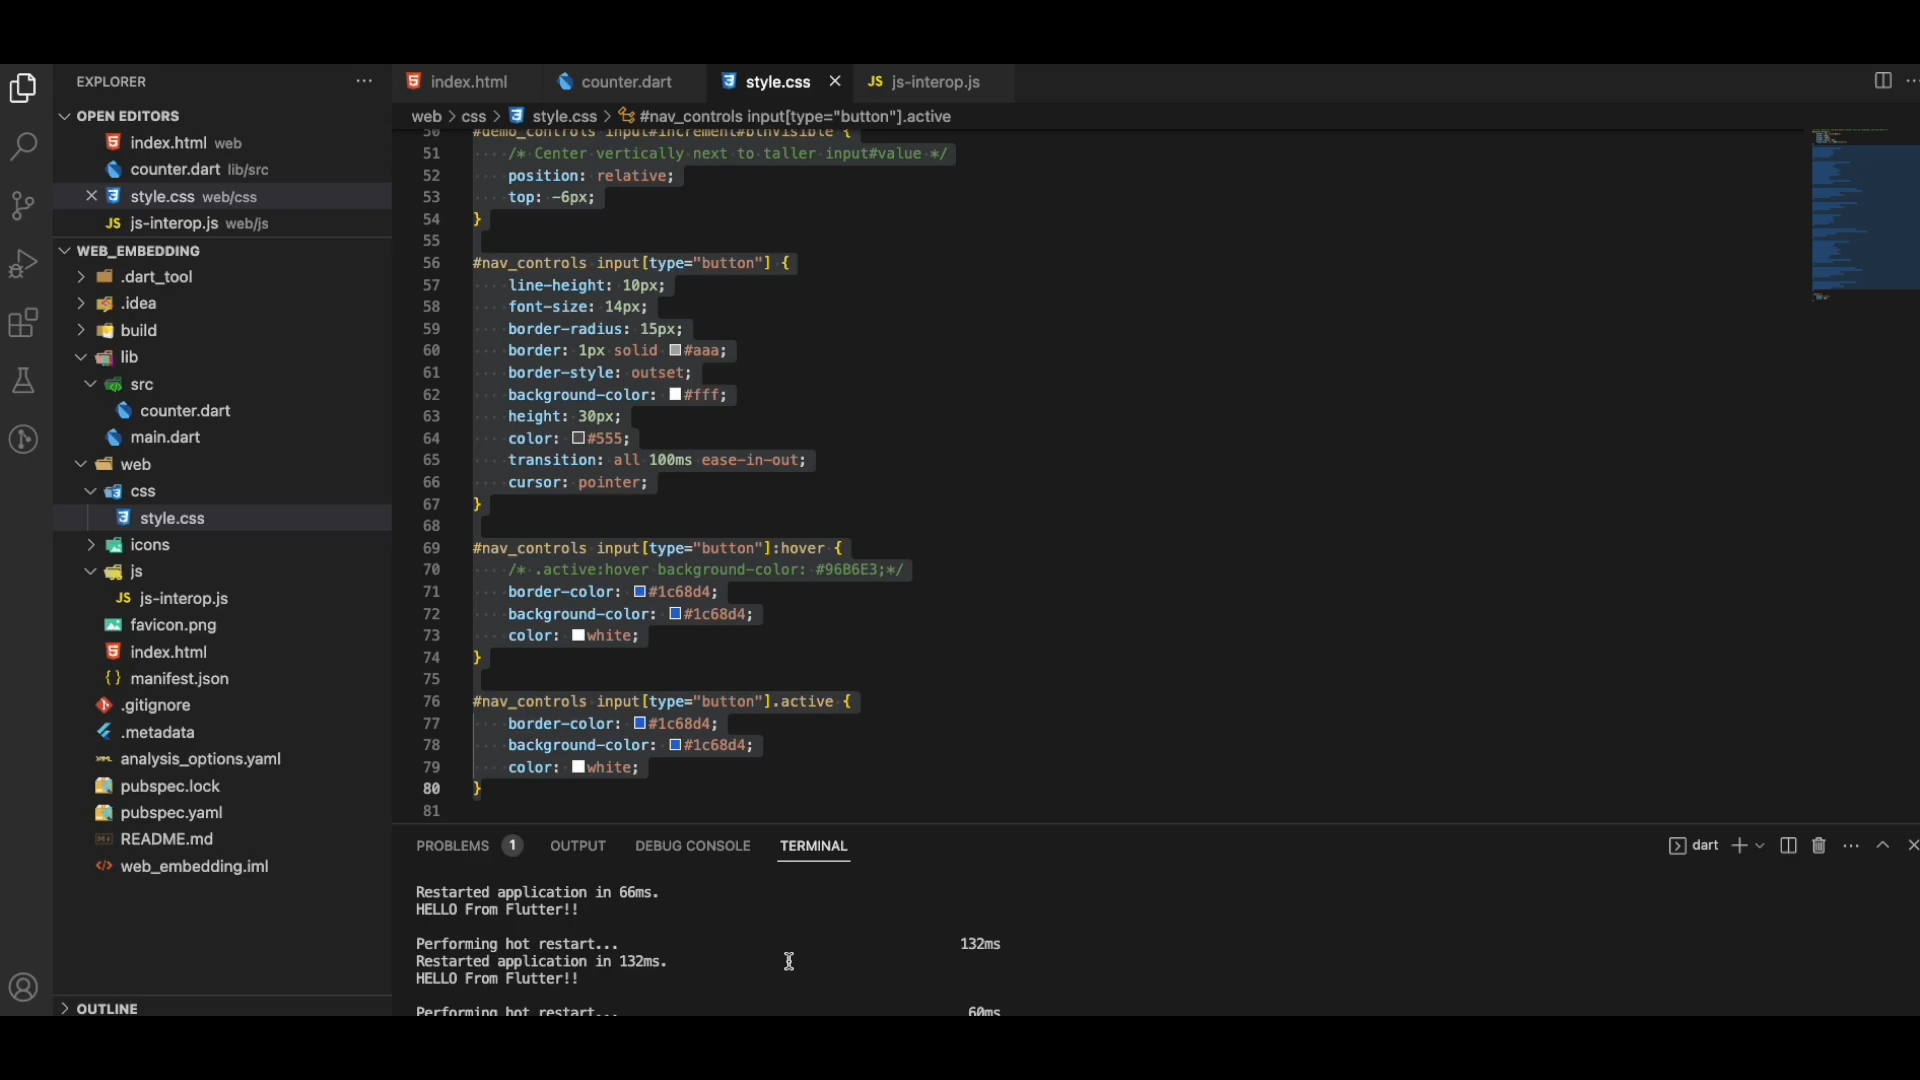 EXPLORER
OPEN EDITORS
index.html web
counter.dart lib/src
style.css web/css
JS js-interop.js web/js
WEB_EMBEDDING
.dart_tool
.idea
build
lib
src
counter.dart
main.dart
web
css
style.css
icons
js
JS js-interop.js
favicon.png
index.html
{} manifest.json
.gitignore
.metadata
analysis_options.yaml
pubspec.lock
pubspec.yaml
README.md
web_embedding.iml
OUTLINE
index.html
counter.dart
style.css
JS js-interop.js
web > css > style.css > #nav_controls input[type="button"].active
50 #demo_controls input#increment#btnVisible {
51 /* Center vertically next to taller input#value */
52 position: relative;
53 top: -6px;
54 }
55
56 #nav_controls input[type="button"] {
57 line-height: 10px;
58 font-size: 14px;
59 border-radius: 15px;
60 border: 1px solid #aaa;
61 border-style: outset;
62 background-color: #fff;
63 height: 30px;
64 color: #555;
65 transition: all 100ms ease-in-out;
66 cursor: pointer;
67 }
68
69 #nav_controls input[type="button"]:hover {
70 /* .active:hover background-color: #96B6E3;*/
71 border-color: #1c68d4;
72 background-color: #1c68d4;
73 color: white;
74 }
75
76 #nav_controls input[type="button"].active {
77 border-color: #1c68d4;
78 background-color: #1c68d4;
79 color: white;
80 }
81
PROBLEMS 1 OUTPUT DEBUG CONSOLE TERMINAL
dart
Restarted application in 66ms.
HELLO From Flutter!!
Performing hot restart... 132ms
Restarted application in 132ms.
HELLO From Flutter!!
Performing hot restart... 60ms